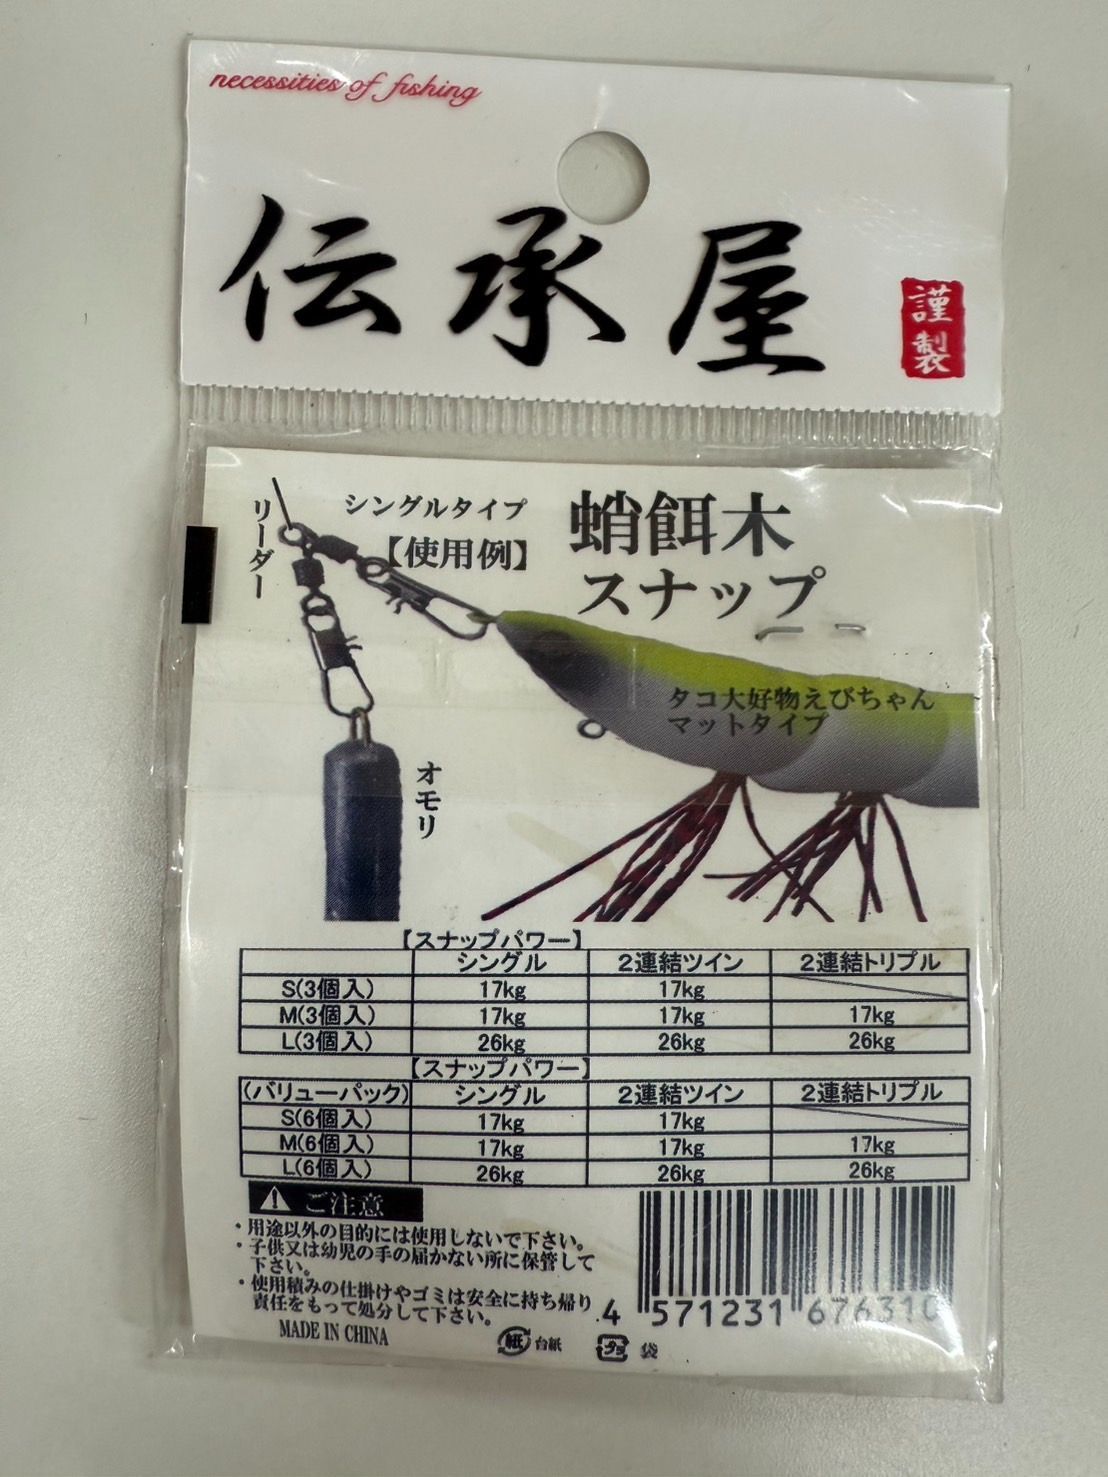 necessities of fishing
伝承屋
謹製
リーダー
シングルタイプ
【使用例】
蛸餌木
スナップ
タコ大好物えびちゃん
マットタイプ
オモリ
【スナップパワー】
シングル 2連結ツイン 2連結トリプル
S(3個入) 17kg 17kg
M(3個入) 17kg 17kg 17kg
L(3個入) 26kg 26kg 26kg
【スナップパワー】
(バリューパック) シングル 2連結ツイン 2連結トリプル
S(6個入) 17kg 17kg
M(6個入) 17kg 17kg 17kg
L(6個入) 26kg 26kg 26kg
ご注意
・用途以外の目的には使用しないで下さい。
・子供又は幼児の手の届かない所に保管して
下さい。
・使用積みの仕掛けやゴミは安全に持ち帰り
責任をもって処分して下さい。
MADE IN CHINA
紙 台紙
プラ 袋
4 571231 676310